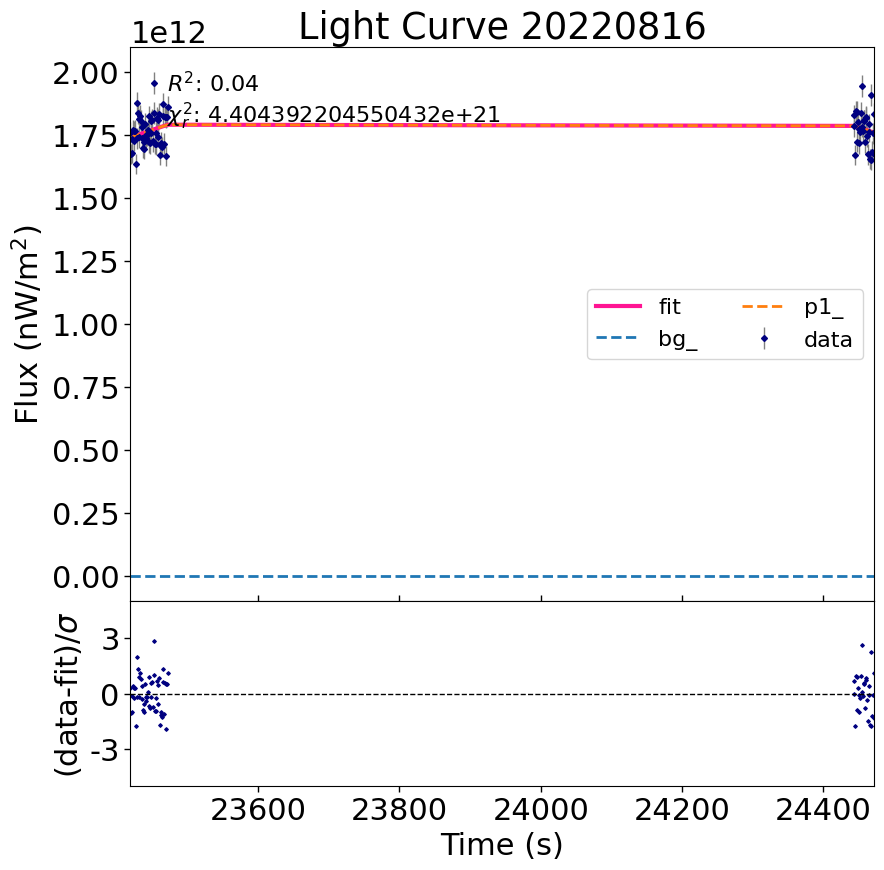 Light Curve 20220816
1e12
R²: 0.04
χ²ᵣ: 4.404392204550432e+21
2.00
1.75
1.50
1.25
1.00
0.75
0.50
0.25
0.00
Flux (nW/m²)
fit
bg_
p1_
data
3
0
-3
(data-fit)/σ
23600
23800
24000
24200
24400
Time (s)